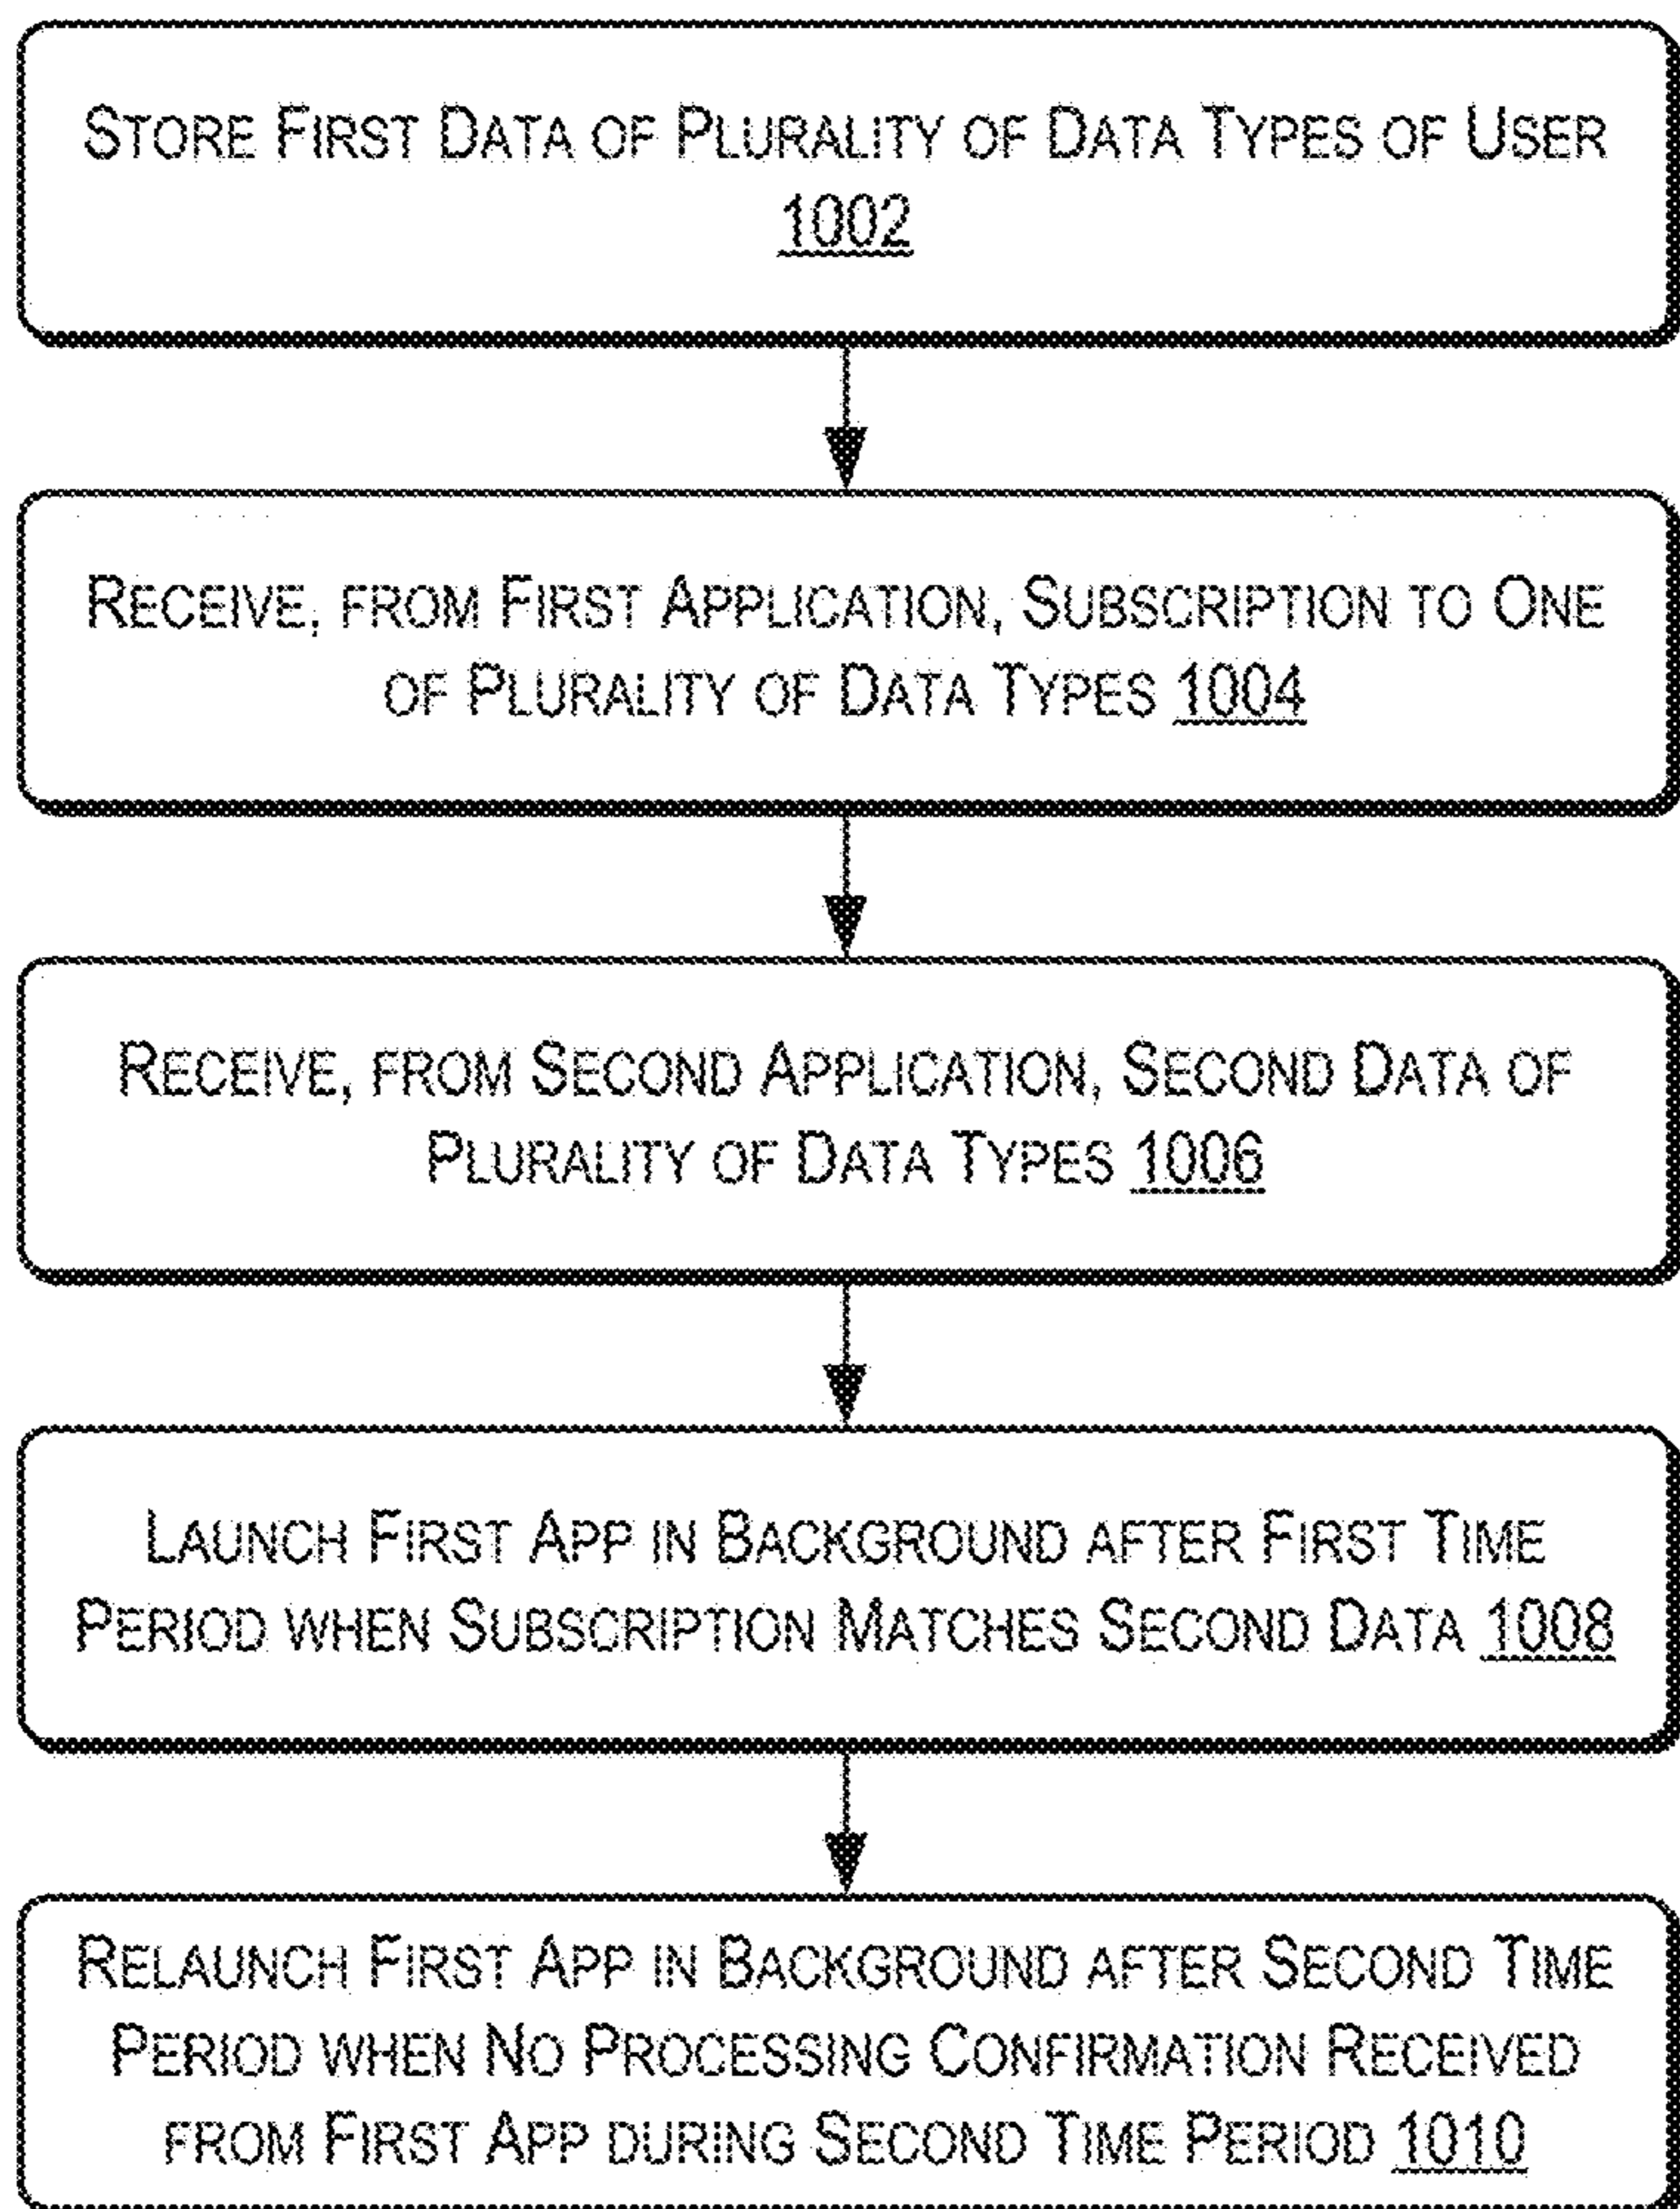 STORE FIRST DATA OF PLURALITY OF DATA TYPES OF USER
1002
RECEIVE, FROM FIRST APPLICATION, SUBSCRIPTION TO ONE
OF PLURALITY OF DATA TYPES 1004
RECEIVE, FROM SECOND APPLICATION, SECOND DATA OF
PLURALITY OF DATA TYPES 1006
LAUNCH FIRST APP IN BACKGROUND AFTER FIRST TIME
PERIOD WHEN SUBSCRIPTION MATCHES SECOND DATA 1008
RELAUNCH FIRST APP IN BACKGROUND AFTER SECOND TIME
PERIOD WHEN NO PROCESSING CONFIRMATION RECEIVED
FROM FIRST APP DURING SECOND TIME PERIOD 1010